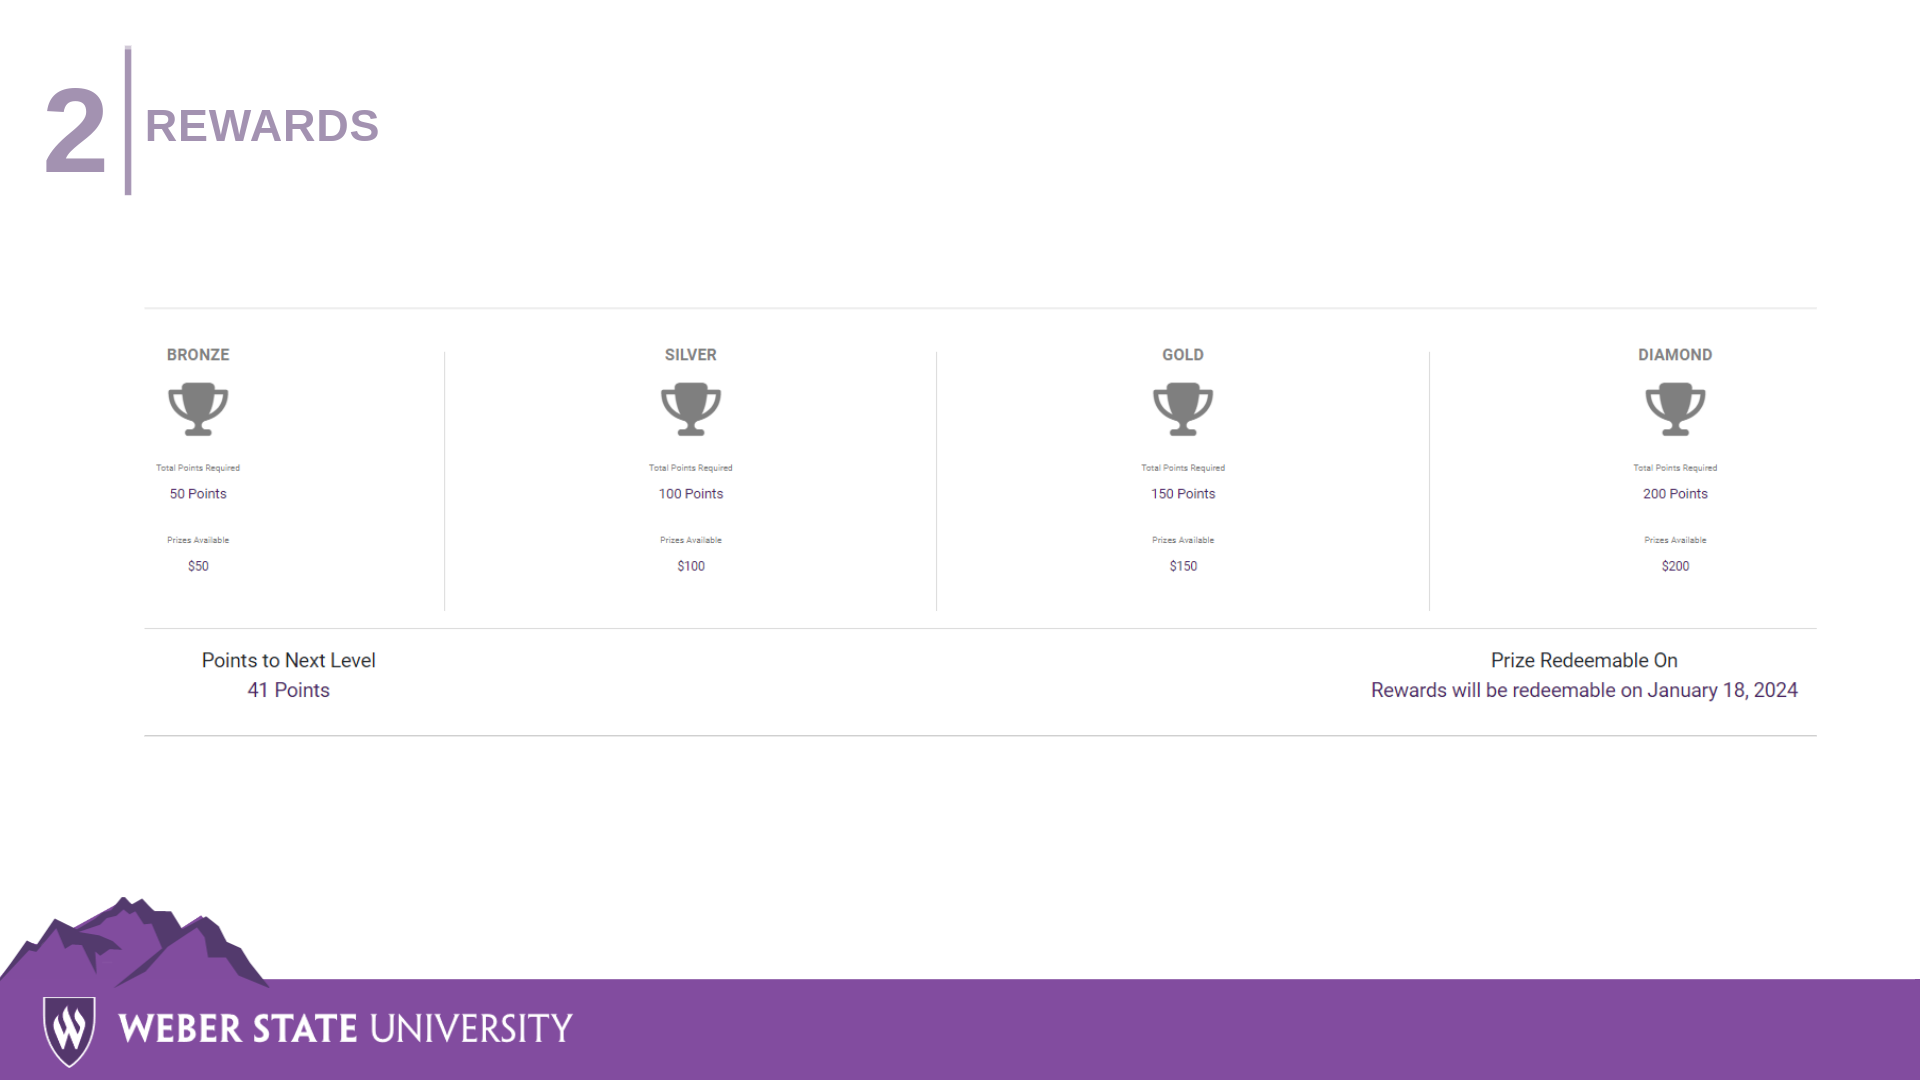 2
REWARDS
BRONZE
Total Points Required
50 Points
Prizes Available
$50
SILVER
Total Points Required
100 Points
Prizes Available
$100
GOLD
Total Points Required
150 Points
Prizes Available
$150
DIAMOND
Total Points Required
200 Points
Prizes Available
$200
Points to Next Level
41 Points
Prize Redeemable On
Rewards will be redeemable on January 18, 2024
W
WEBER STATE UNIVERSITY